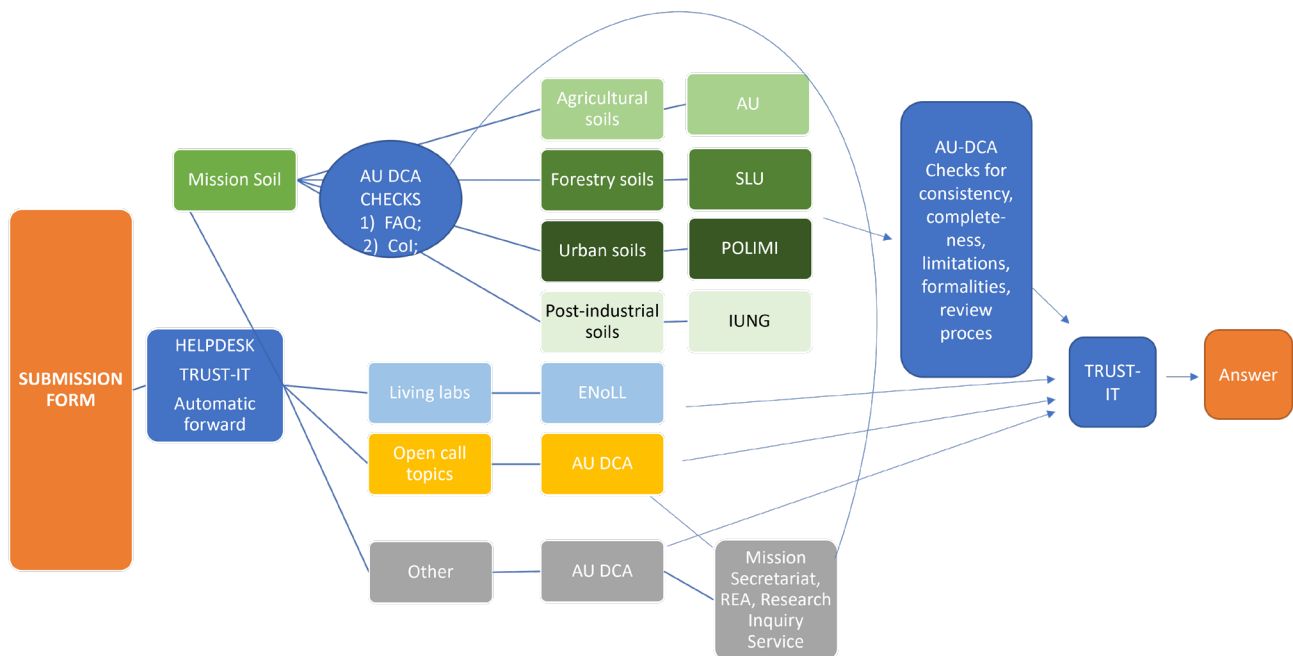 SUBMISSION
FORM
Mission Soil
HELPDESK
TRUST-IT
Automatic
forward
AU DCA
CHECKS
1) FAQ;
2) CoI;
Agricultural
soils
AU
Forestry soils
SLU
Urban soils
POLIMI
Post-industrial
soils
IUNG
Living labs
ENoLL
Open call
topics
AU DCA
Other
AU DCA
Mission
Secretariat,
REA, Research
Inquiry
Service
AU-DCA
Checks for
consistency,
complete-
ness,
limitations,
formalities,
review
proces
TRUST-
IT
Answer